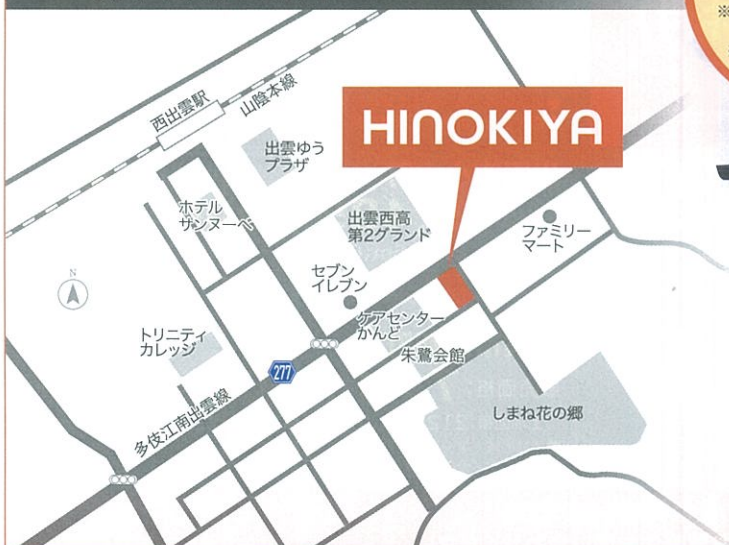 ※
西出雲駅
山陰本線
HINOKIYA
出雲ゆう
プラザ
ホテル
サンヌーベ
出雲西高
第2グランド
ファミリー
マート
セブン
イレブン
N
ケアセンター
かんど
トリニティ
カレッジ
朱鷺会館
277
しまね花の郷
多伎江南出雲線